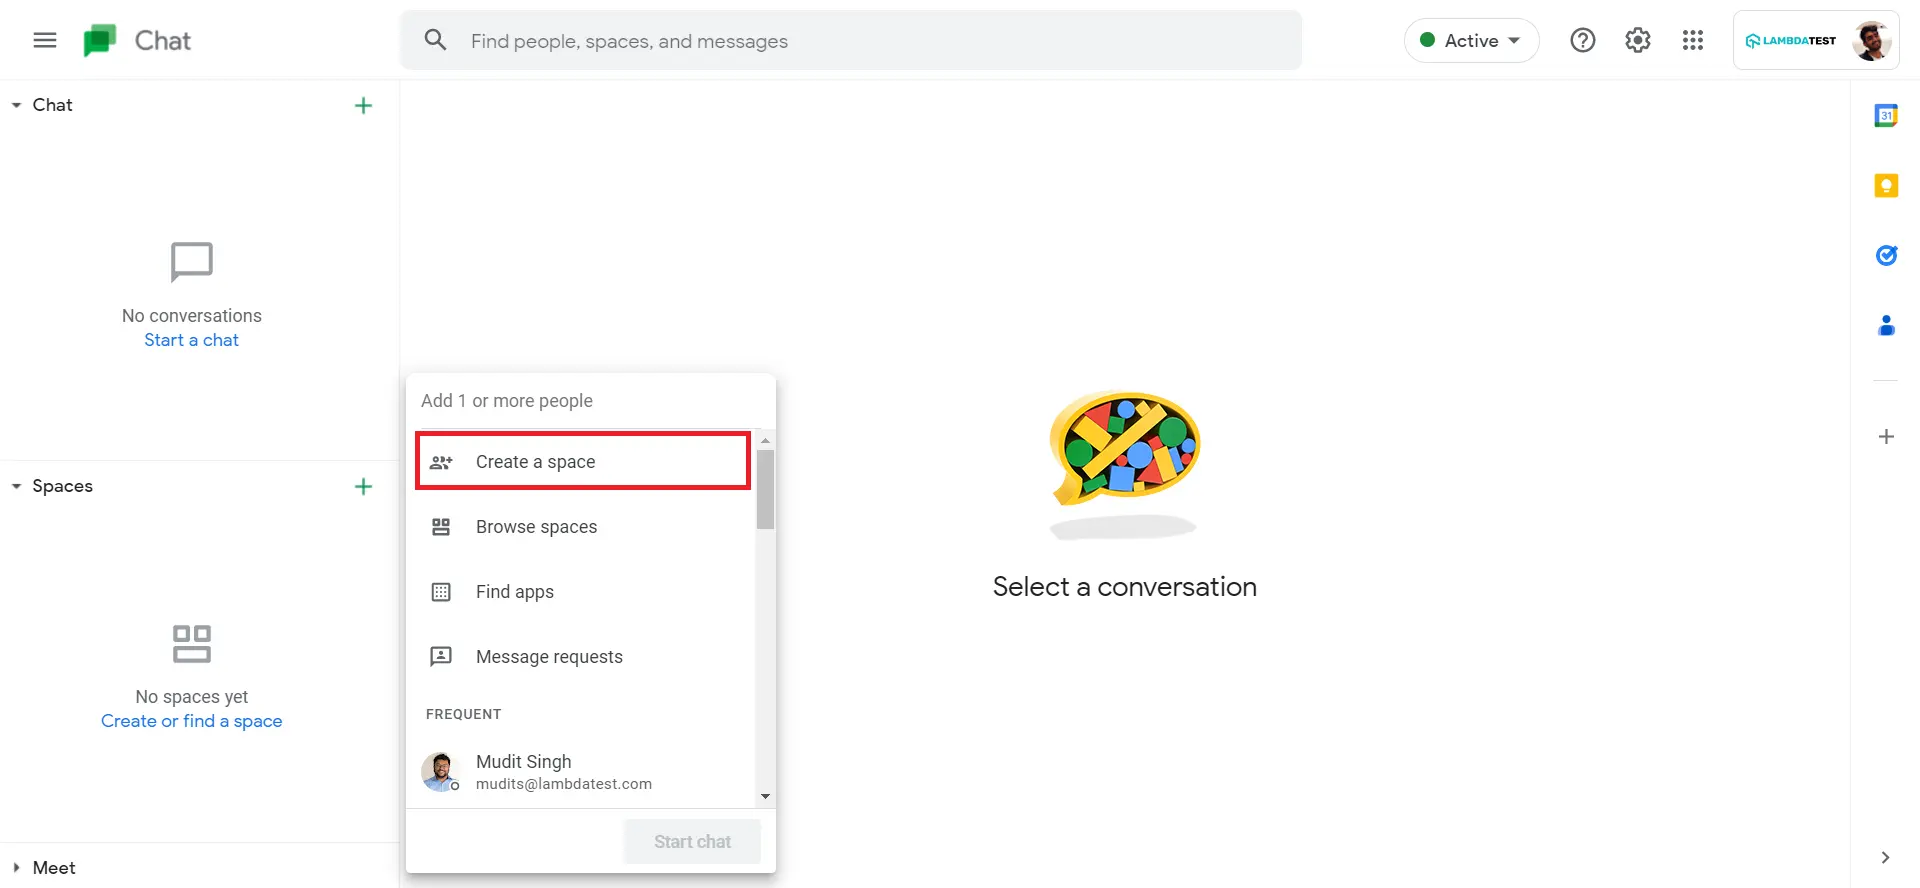 Chat
Find people, spaces, and messages
Active
LAMBDATEST
Chat
No conversations
Start a chat
Spaces
No spaces yet
Create or find a space
Meet
Add 1 or more people
Create a space
Browse spaces
Find apps
Message requests
FREQUENT
Mudit Singh
mudits@lambdatest.com
Start chat
Select a conversation
31